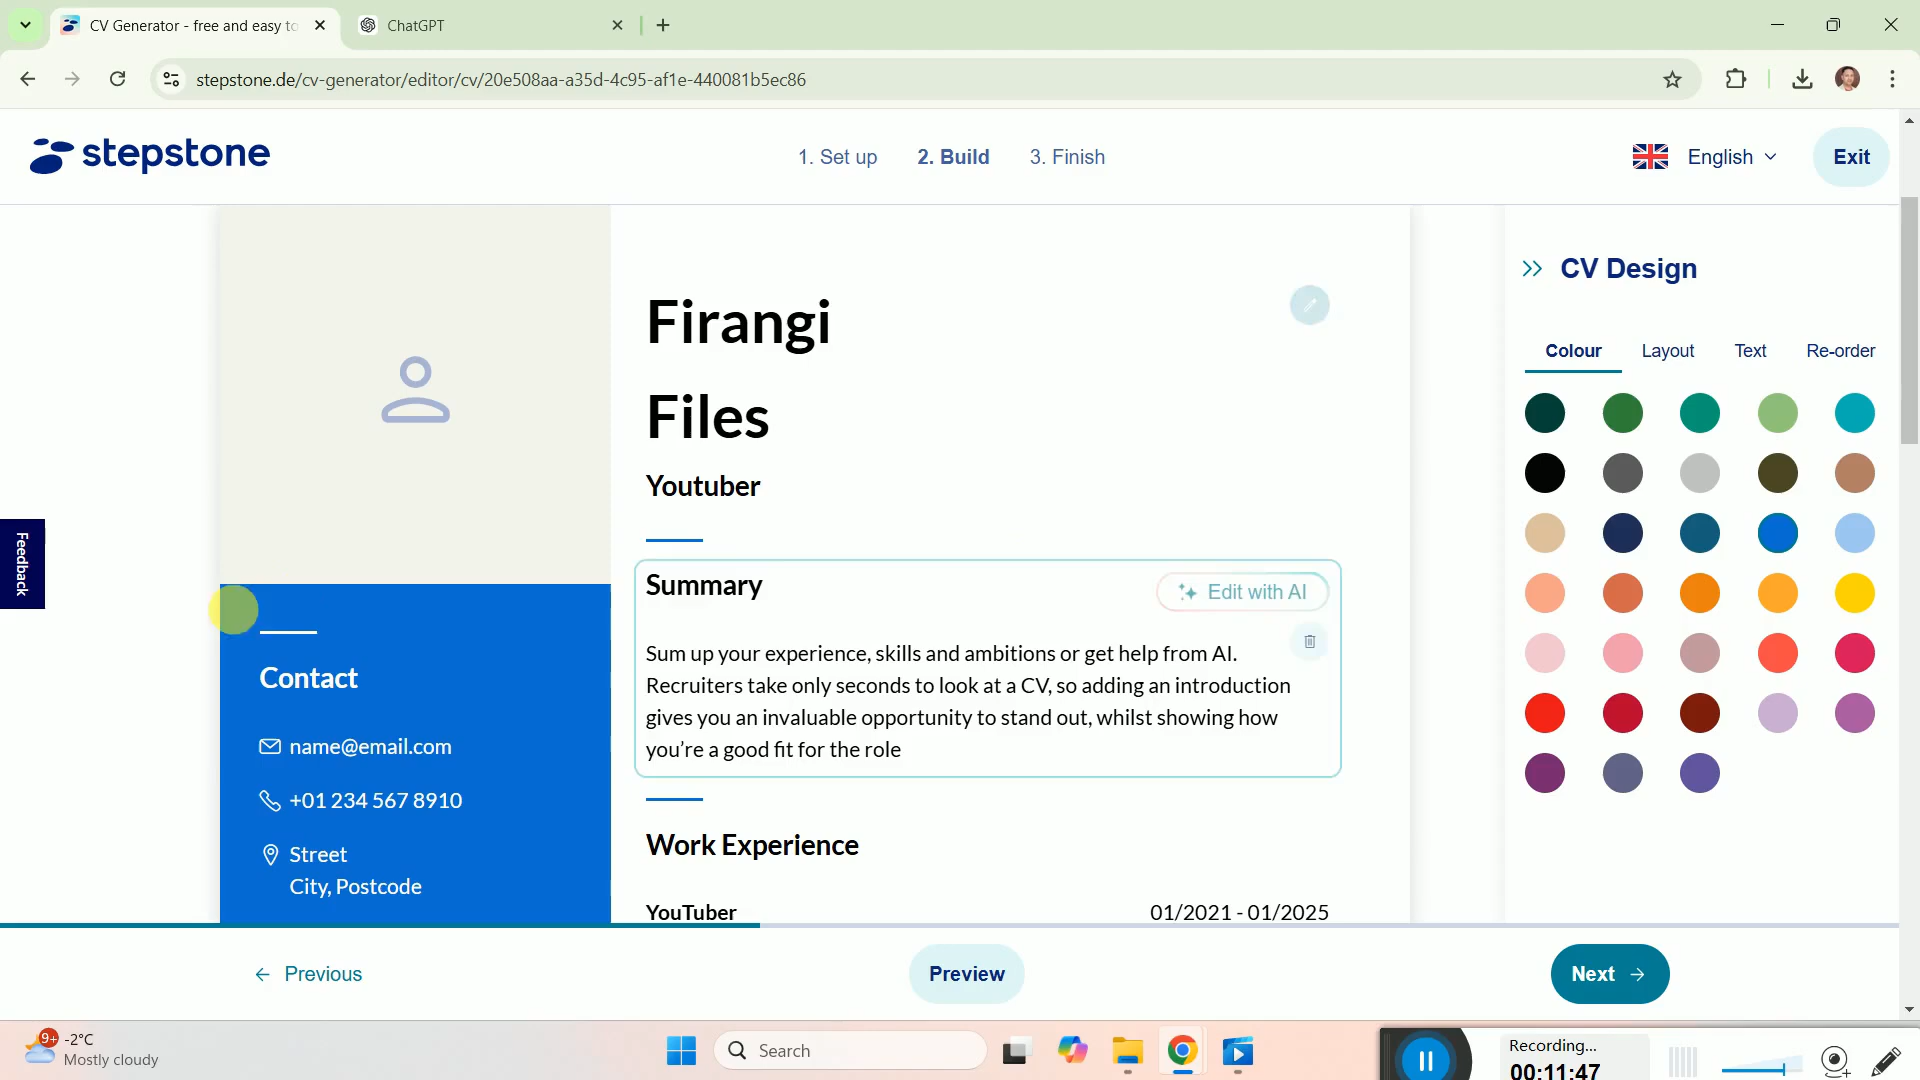 CV Generator - free and easy to
ChatGPT
stepstone.de/cv-generator/editor/cv/20e508aa-a35d-4c95-af1e-440081b5ec86
stepstone
1. Set up
2. Build
3. Finish
English
Exit
Firangi
Files
Youtuber
Summary
Edit with AI
Sum up your experience, skills and ambitions or get help from AI.
Recruiters take only seconds to look at a CV, so adding an introduction
gives you an invaluable opportunity to stand out, whilst showing how
you're a good fit for the role
Work Experience
YouTuber
01/2021 - 01/2025
Contact
name@email.com
+01 234 567 8910
Street
City, Postcode
Feedback
CV Design
Colour
Layout
Text
Re-order
Previous
Preview
Next
9+
-2°C
Mostly cloudy
Search
Recording...
00:11:47